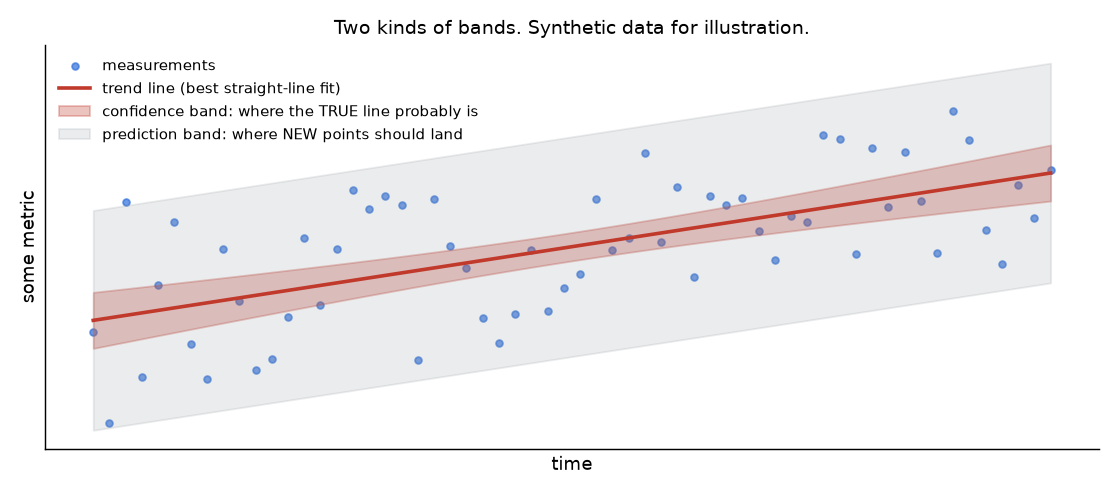 Two kinds of bands. Synthetic data for illustration.
measurements
trend line (best straight-line fit)
confidence band: where the TRUE line probably is
prediction band: where NEW points should land
some metric
time